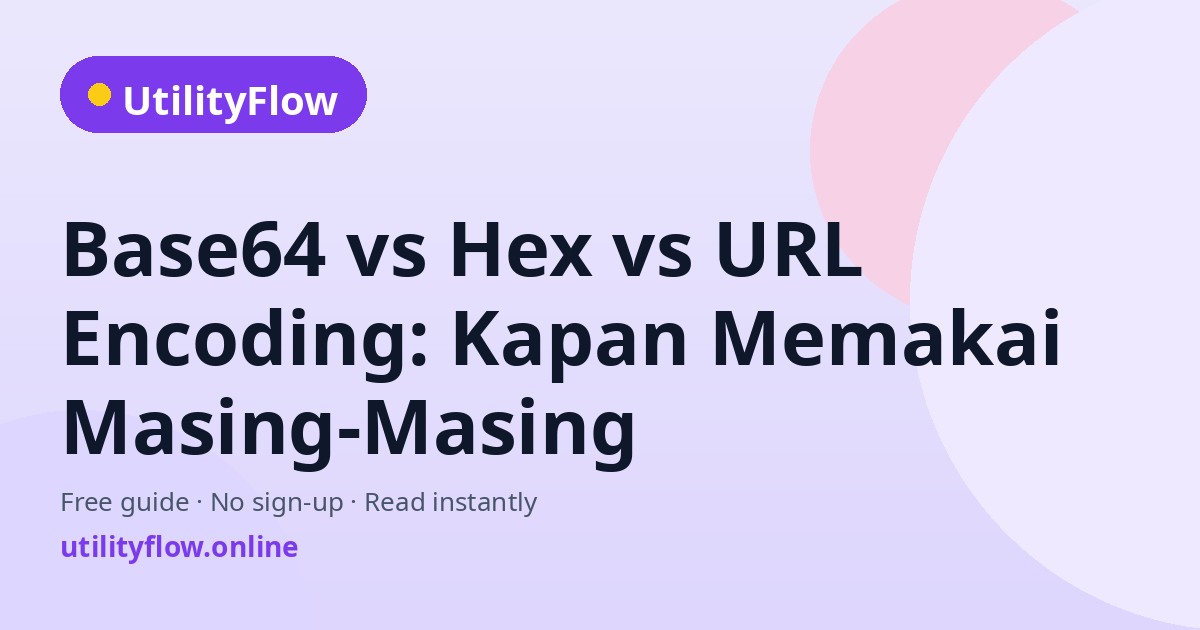 UtilityFlow
Base64 vs Hex vs URL
Encoding: Kapan Memakai
Masing-Masing
Free guide · No sign-up · Read instantly
utilityflow.online